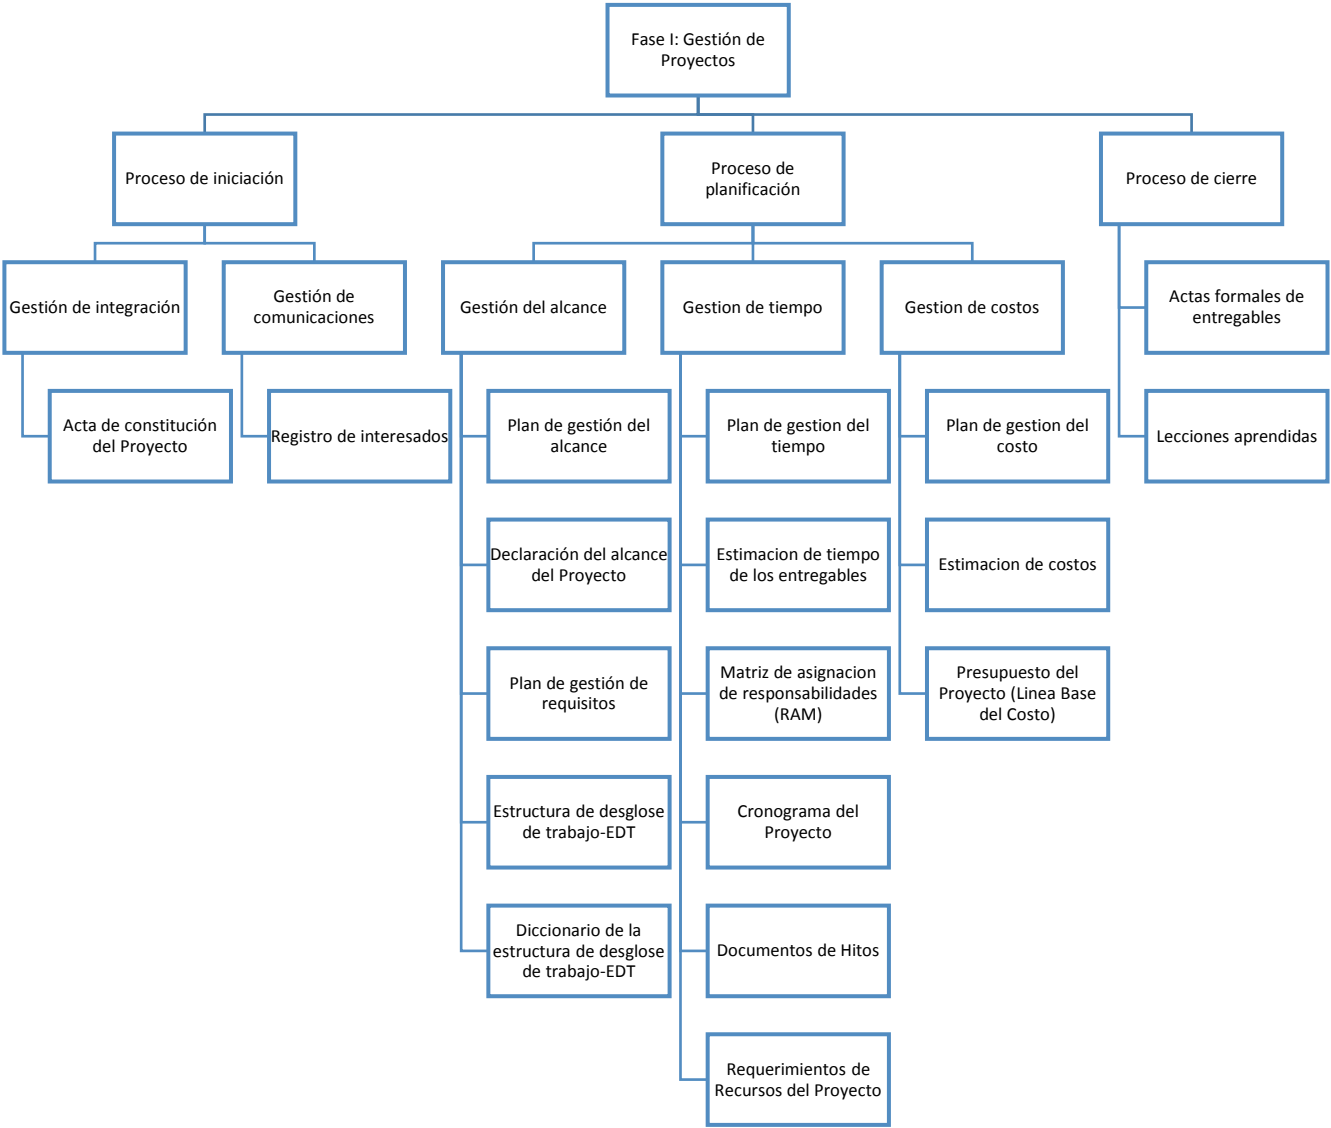 Fase I: Gestión de
Proyectos
Proceso de iniciación
Proceso de
planificación
Proceso de cierre
Gestión de integración
Gestión de
comunicaciones
Gestión del alcance
Gestion de tiempo
Gestion de costos
Actas formales de
entregables
Acta de constitución
del Proyecto
Registro de interesados
Plan de gestión del
alcance
Plan de gestion del
tiempo
Plan de gestion del
costo
Lecciones aprendidas
Declaración del alcance
del Proyecto
Estimacion de tiempo
de los entregables
Estimacion de costos
Plan de gestión de
requisitos
Matriz de asignacion
de responsabilidades
(RAM)
Presupuesto del
Proyecto (Linea Base
del Costo)
Estructura de desglose
de trabajo-EDT
Cronograma del
Proyecto
Diccionario de la
estructura de desglose
de trabajo-EDT
Documentos de Hitos
Requerimientos de
Recursos del Proyecto